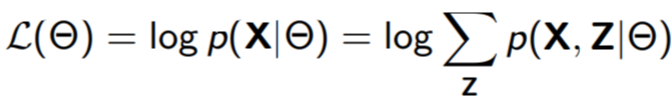 ℒ(Θ) = log p(𝐗|Θ) = log ∑_𝐙 p(𝐗, 𝐙|Θ)